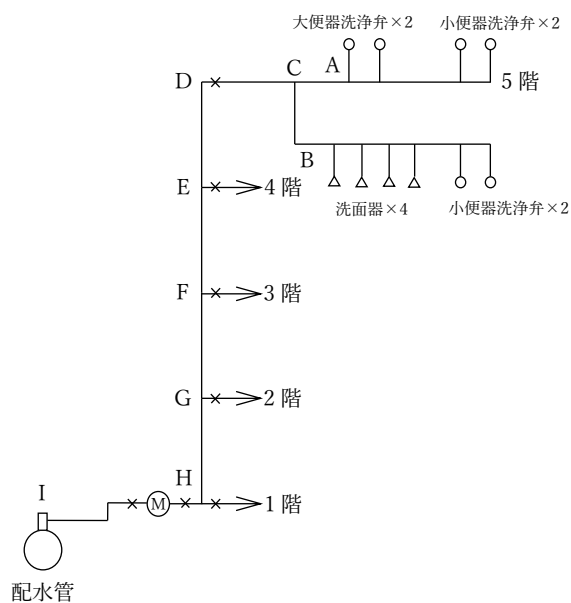 大便器洗浄弁×2 小便器洗浄弁×2
D C A 5階
B
E 4階
洗面器×4 小便器洗浄弁×2
F 3階
G 2階
H
I M 1階
配水管